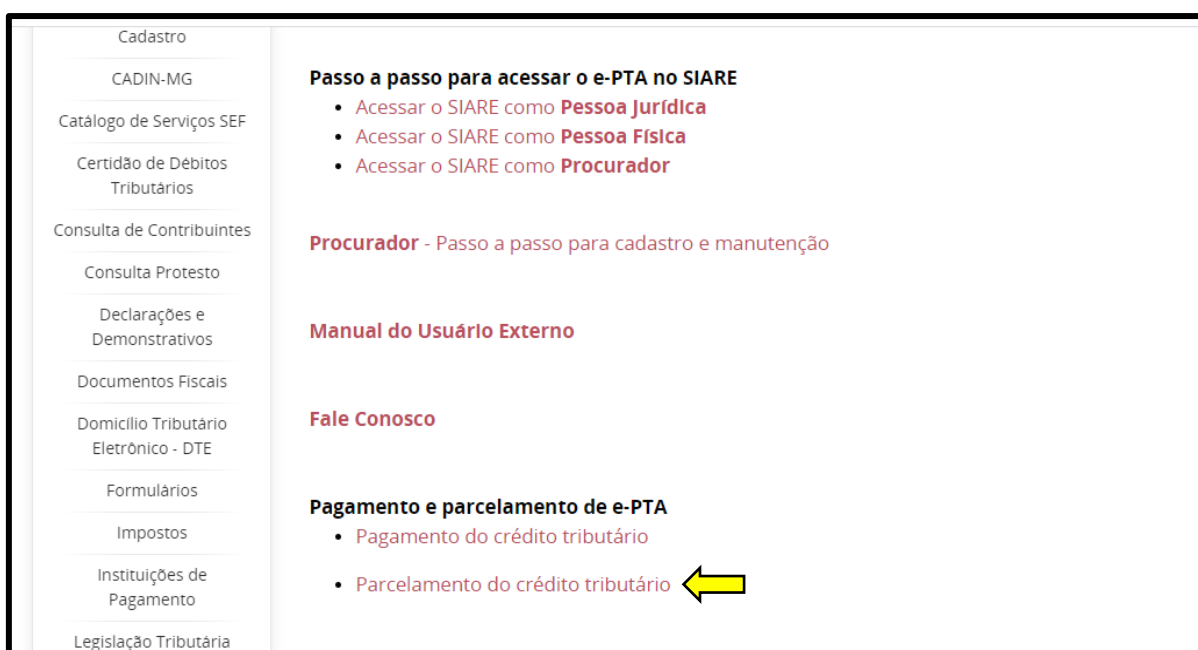 Cadastro
CADIN-MG
Catálogo de Serviços SEF
Certidão de Débitos
Tributários
Consulta de Contribuintes
Consulta Protesto
Declarações e
Demonstrativos
Documentos Fiscais
Domicílio Tributário
Eletrônico - DTE
Formulários
Impostos
Instituições de
Pagamento
Legislação Tributária
Passo a passo para acessar o e-PTA no SIARE
• Acessar o SIARE como Pessoa Jurídica
• Acessar o SIARE como Pessoa Física
• Acessar o SIARE como Procurador
Procurador - Passo a passo para cadastro e manutenção
Manual do Usuário Externo
Fale Conosco
Pagamento e parcelamento de e-PTA
• Pagamento do crédito tributário
• Parcelamento do crédito tributário